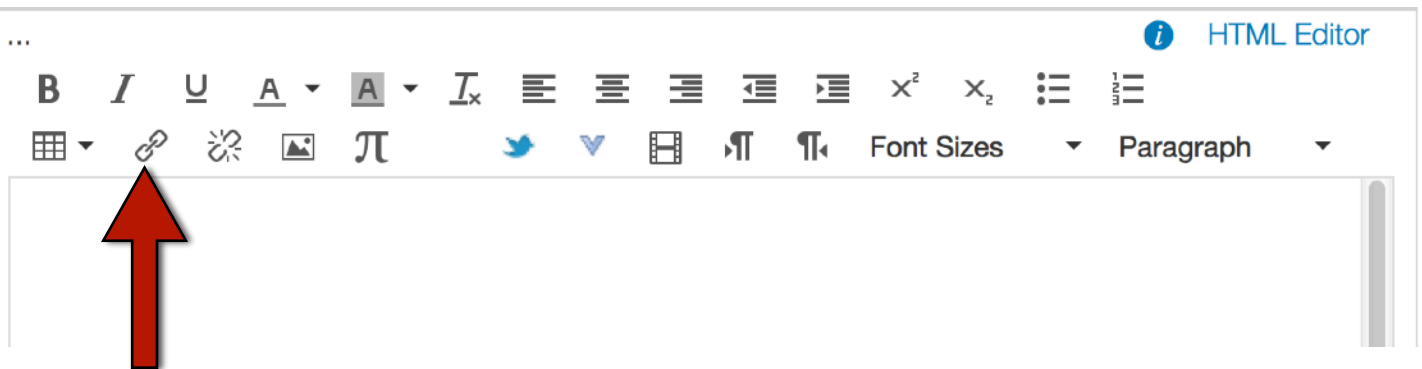 ...
HTML Editor
B I U A A Tx x² x₂
π Font Sizes Paragraph